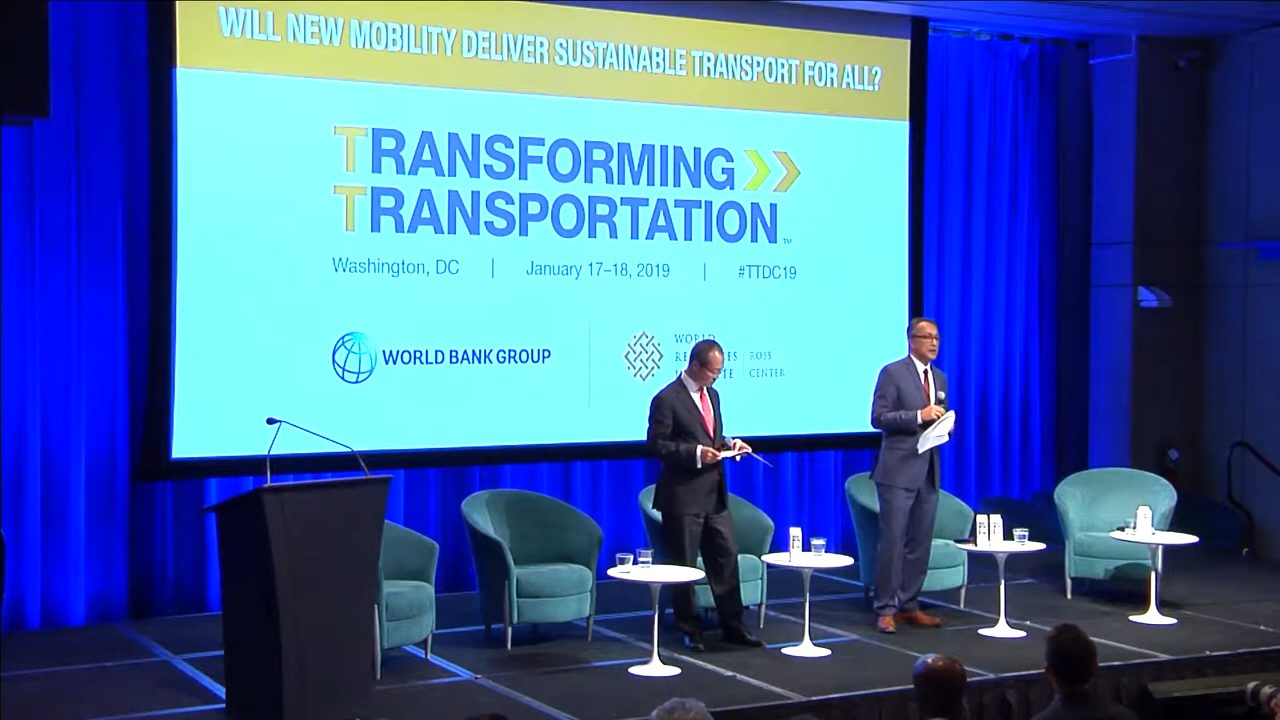 WILL NEW MOBILITY DELIVER SUSTAINABLE TRANSPORT FOR ALL?
TRANSFORMING
TRANSPORTATION™
Washington, DC | January 17–18, 2019 | #TTDC19
WORLD BANK GROUP
WORLD
ROSS
CENTER